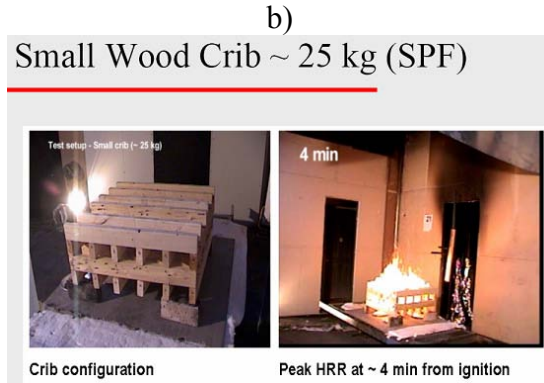 b)
Small Wood Crib ~ 25 kg (SPF)
Test setup - Small crib (~ 25 kg)
4 min
Crib configuration
Peak HRR at ~ 4 min from ignition